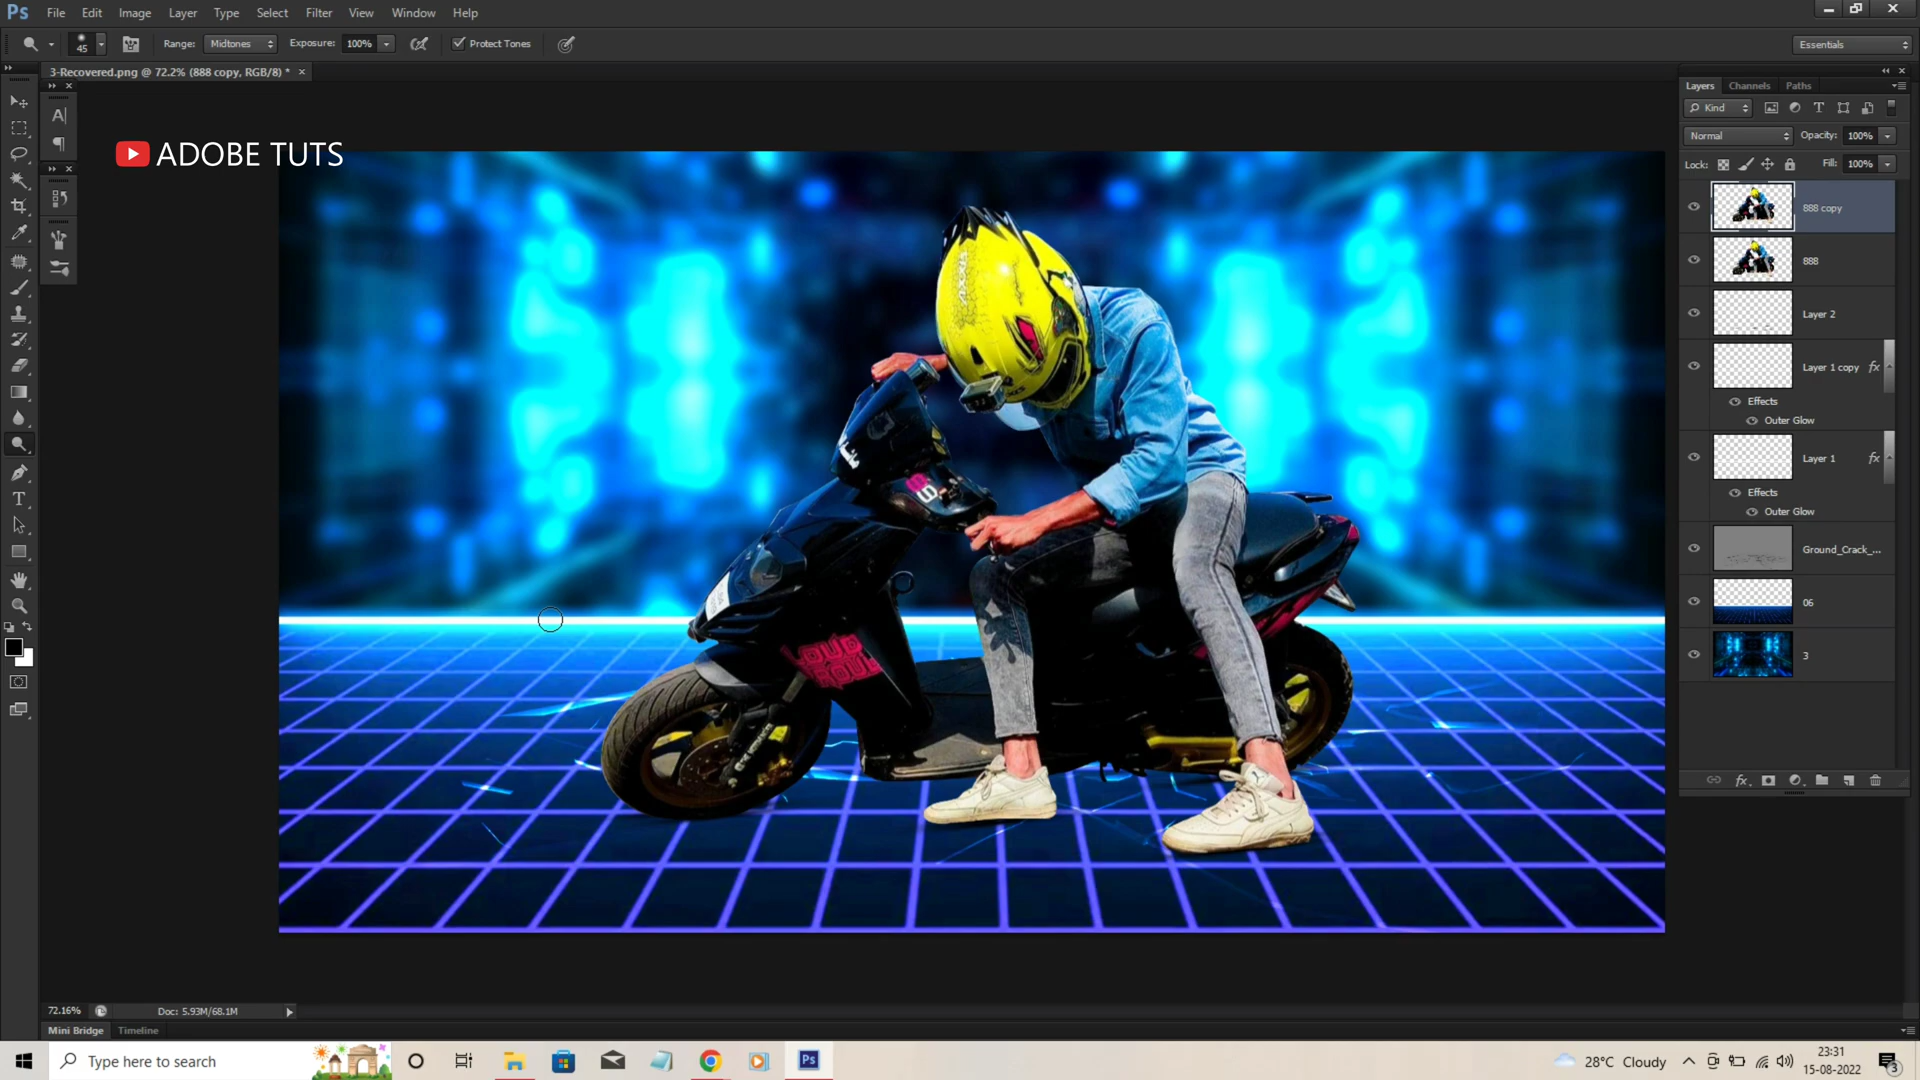 Ps File Edit Image Layer Type Select Filter View Window Help
45 Range: Midtones Exposure: 100% Protect Tones Essentials
3-Recovered.png @ 72.2% (888 copy, RGB/8) *
ADOBE TUTS
Layers Channels Paths
Kind
Normal Opacity: 100%
Lock: Fill: 100%
888 copy
888
Layer 2
Layer 1 copy fx
Effects
Outer Glow
Layer 1 fx
Effects
Outer Glow
Ground_Crack_...
06
3
72.16% Doc: 5.93M/68.1M
Mini Bridge Timeline
Type here to search
28°C Cloudy
23:31
15-08-2022
3